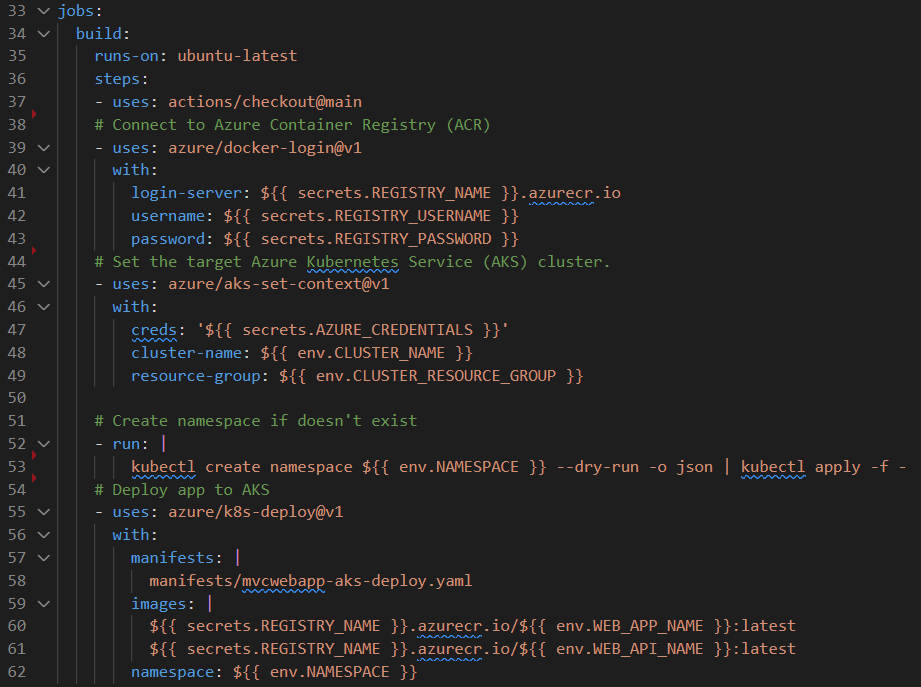 33 jobs:
34 build:
35 runs-on: ubuntu-latest
36 steps:
37 - uses: actions/checkout@main
38 # Connect to Azure Container Registry (ACR)
39 - uses: azure/docker-login@v1
40 with:
41 login-server: ${{ secrets.REGISTRY_NAME }}.azurecr.io
42 username: ${{ secrets.REGISTRY_USERNAME }}
43 password: ${{ secrets.REGISTRY_PASSWORD }}
44 # Set the target Azure Kubernetes Service (AKS) cluster.
45 - uses: azure/aks-set-context@v1
46 with:
47 creds: '${{ secrets.AZURE_CREDENTIALS }}'
48 cluster-name: ${{ env.CLUSTER_NAME }}
49 resource-group: ${{ env.CLUSTER_RESOURCE_GROUP }}
50
51 # Create namespace if doesn't exist
52 - run: |
53 kubectl create namespace ${{ env.NAMESPACE }} --dry-run -o json | kubectl apply -f -
54 # Deploy app to AKS
55 - uses: azure/k8s-deploy@v1
56 with:
57 manifests: |
58 manifests/mvcwebapp-aks-deploy.yaml
59 images: |
60 ${{ secrets.REGISTRY_NAME }}.azurecr.io/${{ env.WEB_APP_NAME }}:latest
61 ${{ secrets.REGISTRY_NAME }}.azurecr.io/${{ env.WEB_API_NAME }}:latest
62 namespace: ${{ env.NAMESPACE }}